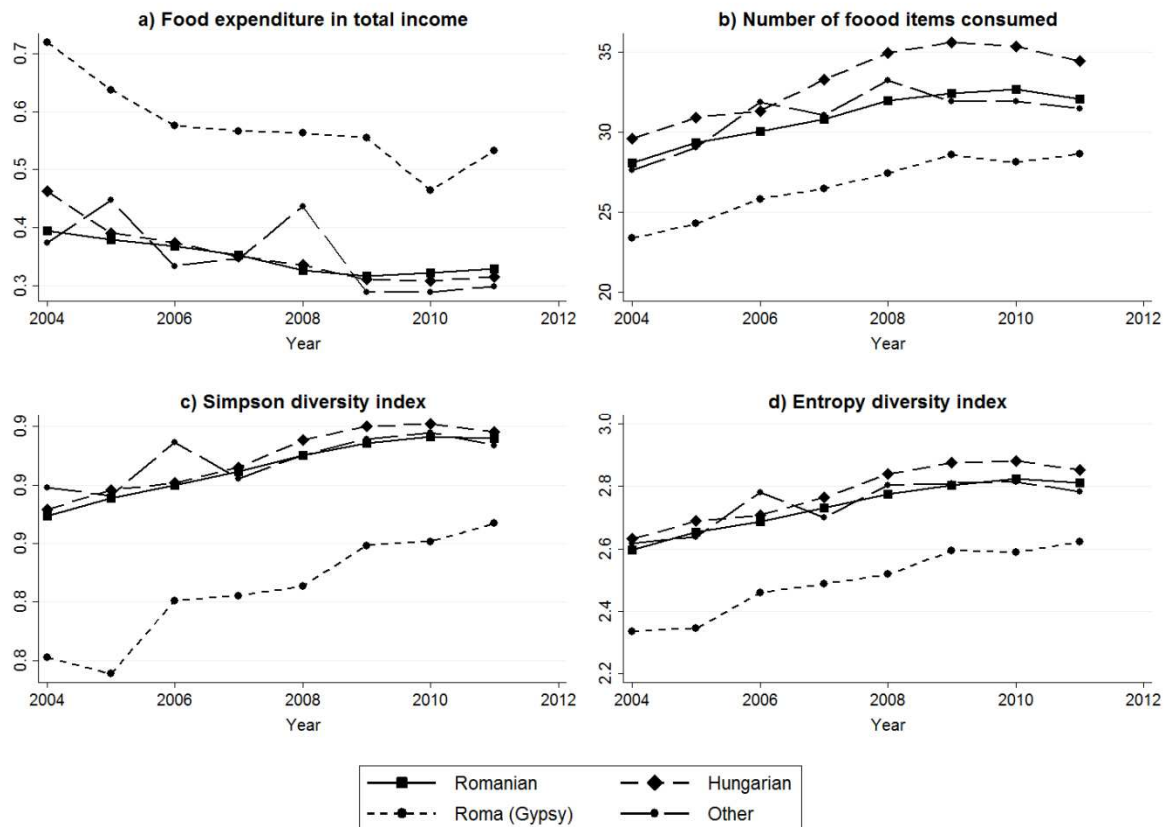 a) Food expenditure in total income
0.7
0.6
0.5
0.4
0.3
2004 2006 2008 2010 2012
Year
b) Number of foood items consumed
35
30
25
20
2004 2006 2008 2010 2012
Year
c) Simpson diversity index
0.9
0.9
0.9
0.8
0.8
2004 2006 2008 2010 2012
Year
d) Entropy diversity index
3.0
2.8
2.6
2.4
2.2
2004 2006 2008 2010 2012
Year
Romanian Hungarian
Roma (Gypsy) Other